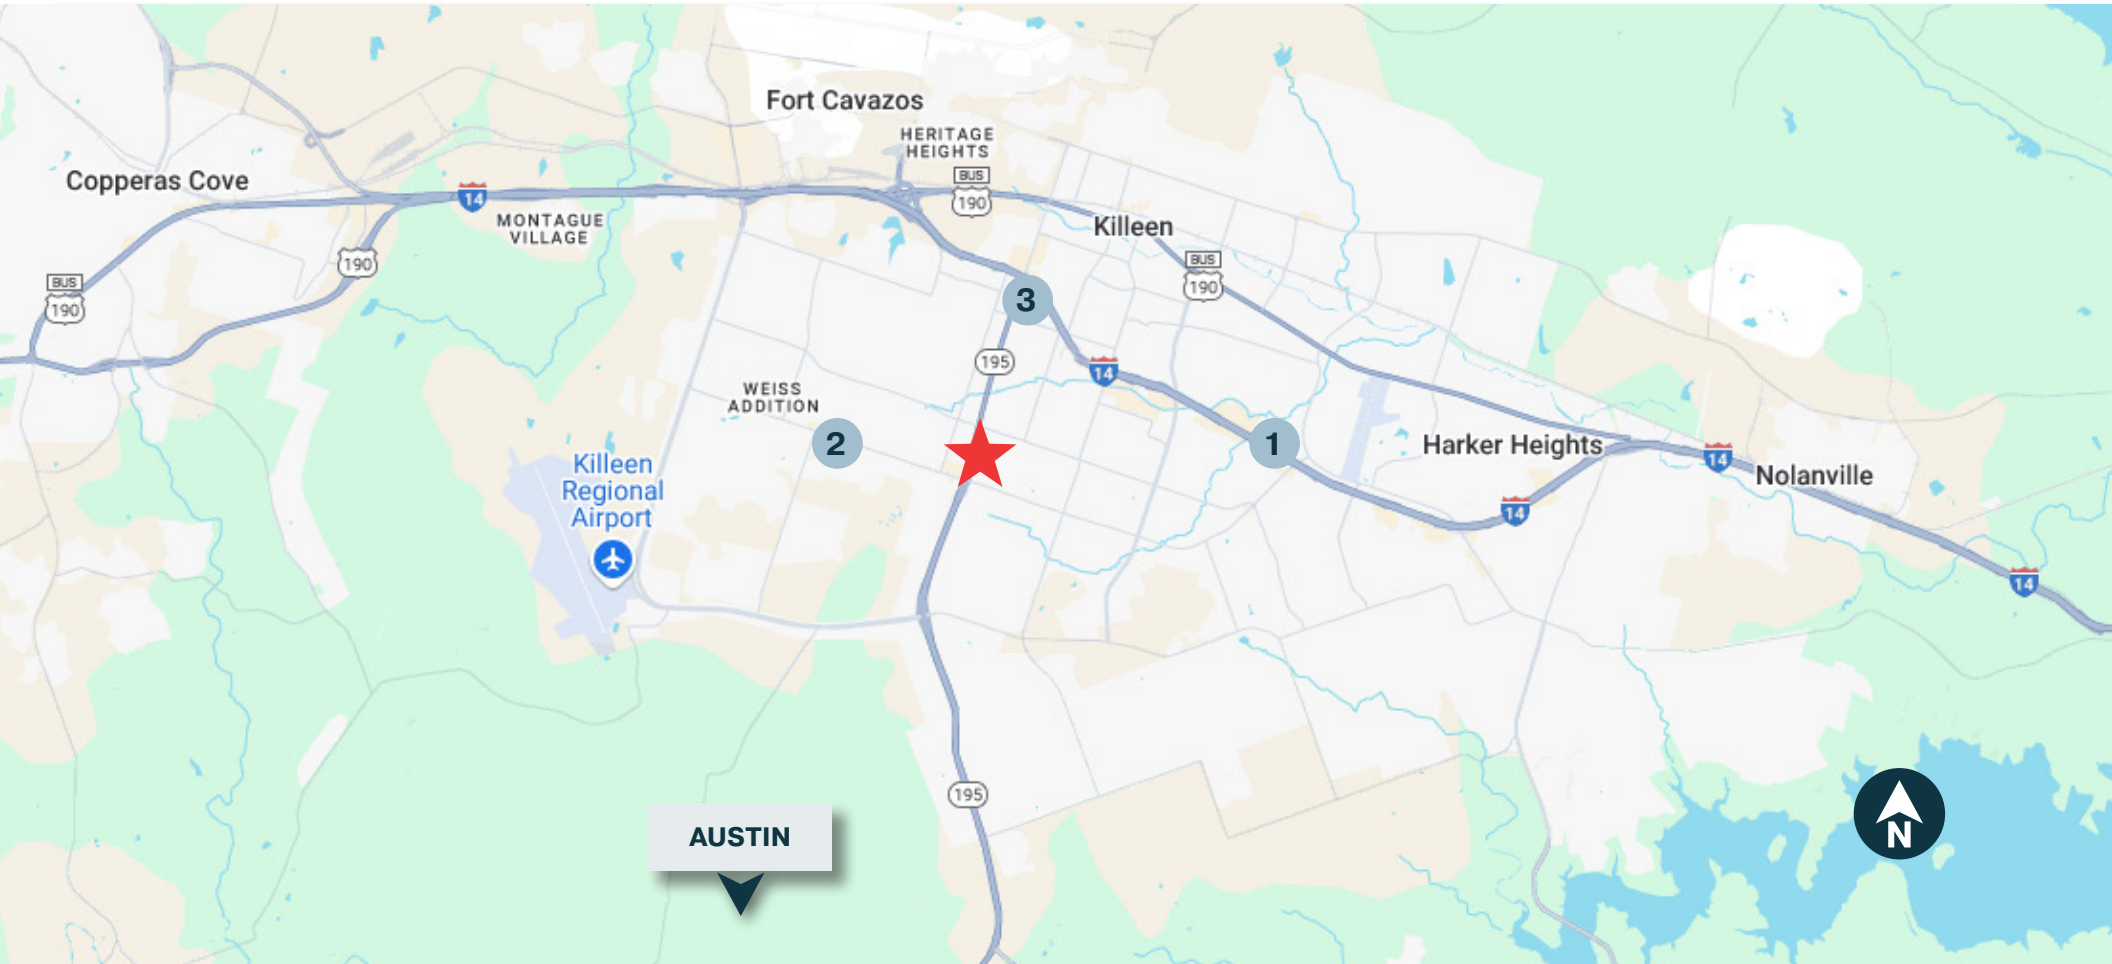 Fort Cavazos
HERITAGE
HEIGHTS
Copperas Cove
BUS
190
14
MONTAGUE
VILLAGE
Killeen
190
BUS
190
BUS
190
3
195
14
WEISS
ADDITION
2
1
Harker Heights
14
Nolanville
Killeen
Regional
Airport
14
14
195
AUSTIN
N